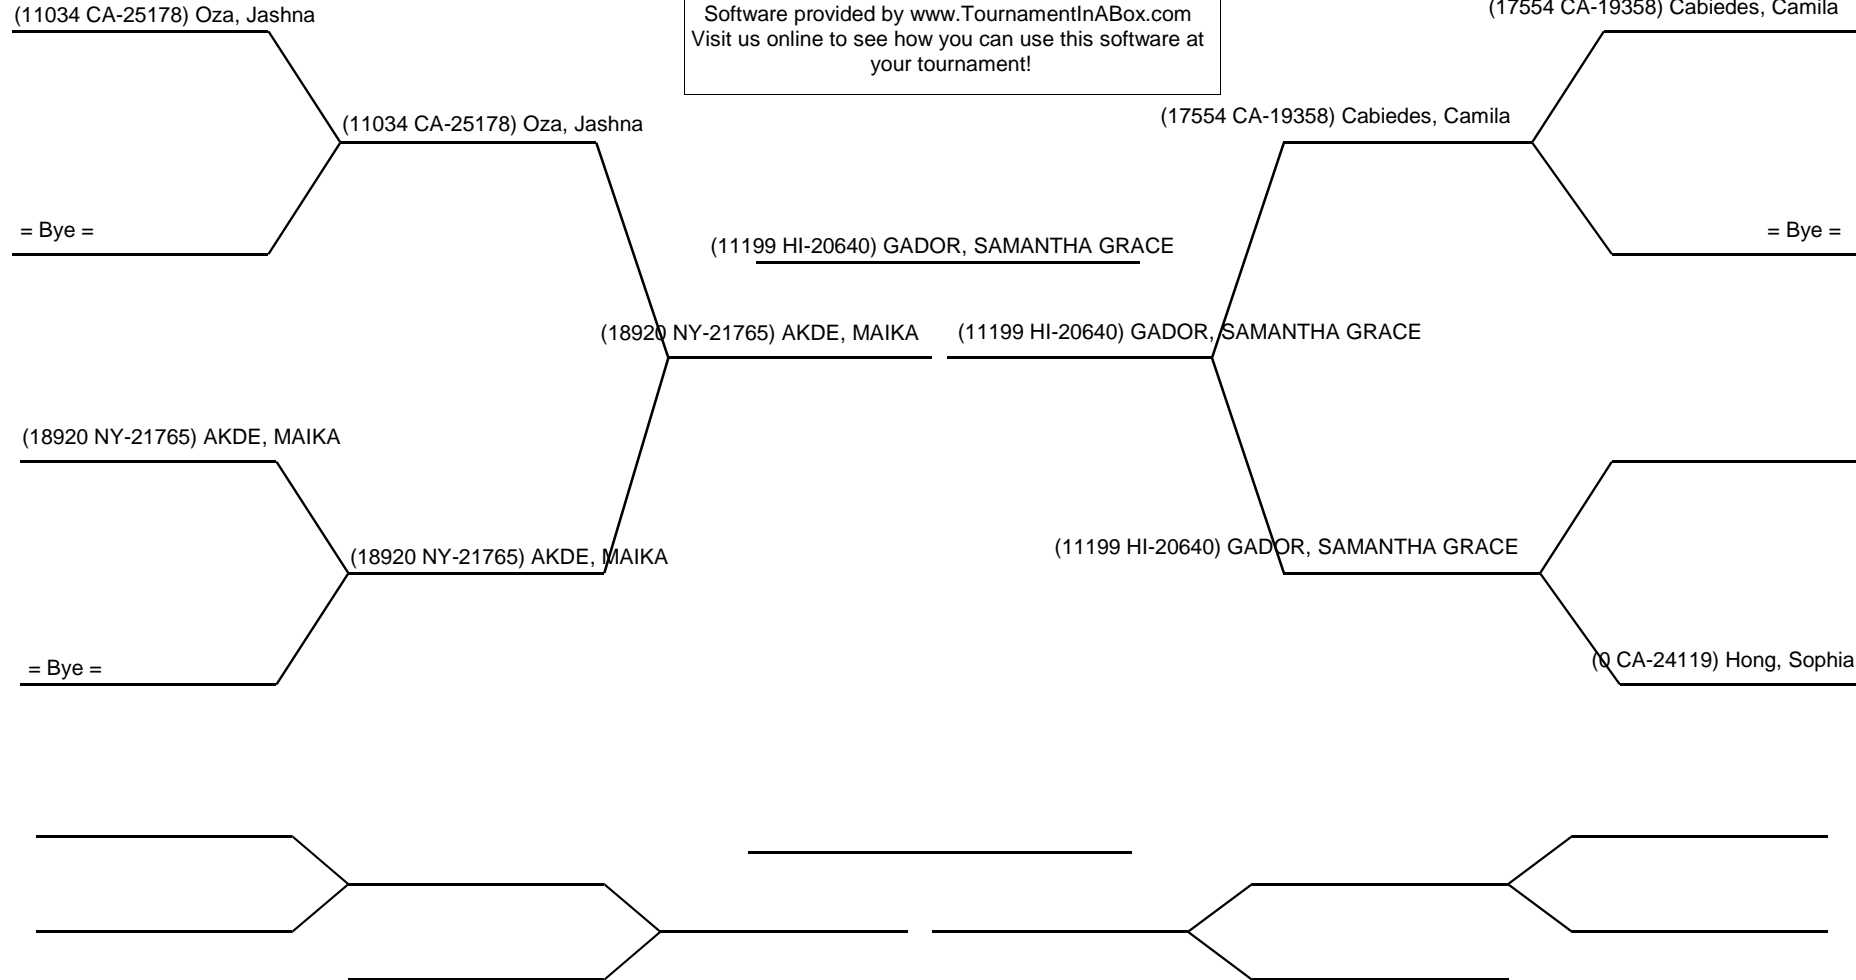 (11034 CA-25178) Oza, Jashna
Software provided by www.TournamentInABox.com
Visit us online to see how you can use this software at
your tournament!
(17554 CA-19358) Cabiedes, Camila
(11034 CA-25178) Oza, Jashna
(17554 CA-19358) Cabiedes, Camila
= Bye =
= Bye =
(11199 HI-20640) GADOR, SAMANTHA GRACE
(18920 NY-21765) AKDE, MAIKA
(11199 HI-20640) GADOR, SAMANTHA GRACE
(18920 NY-21765) AKDE, MAIKA
(18920 NY-21765) AKDE, MAIKA
(11199 HI-20640) GADOR, SAMANTHA GRACE
= Bye =
(0 CA-24119) Hong, Sophia